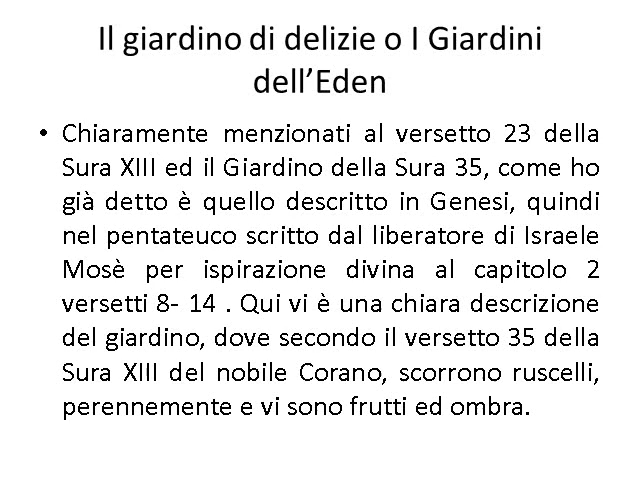 Il giardino di delizie o I Giardini
dell’Eden
• Chiaramente menzionati al versetto 23 della
Sura XIII ed il Giardino della Sura 35, come ho
già detto è quello descritto in Genesi, quindi
nel pentateuco scritto dal liberatore di Israele
Mosè per ispirazione divina al capitolo 2
versetti 8- 14 . Qui vi è una chiara descrizione
del giardino, dove secondo il versetto 35 della
Sura XIII del nobile Corano, scorrono ruscelli,
perennemente e vi sono frutti ed ombra.